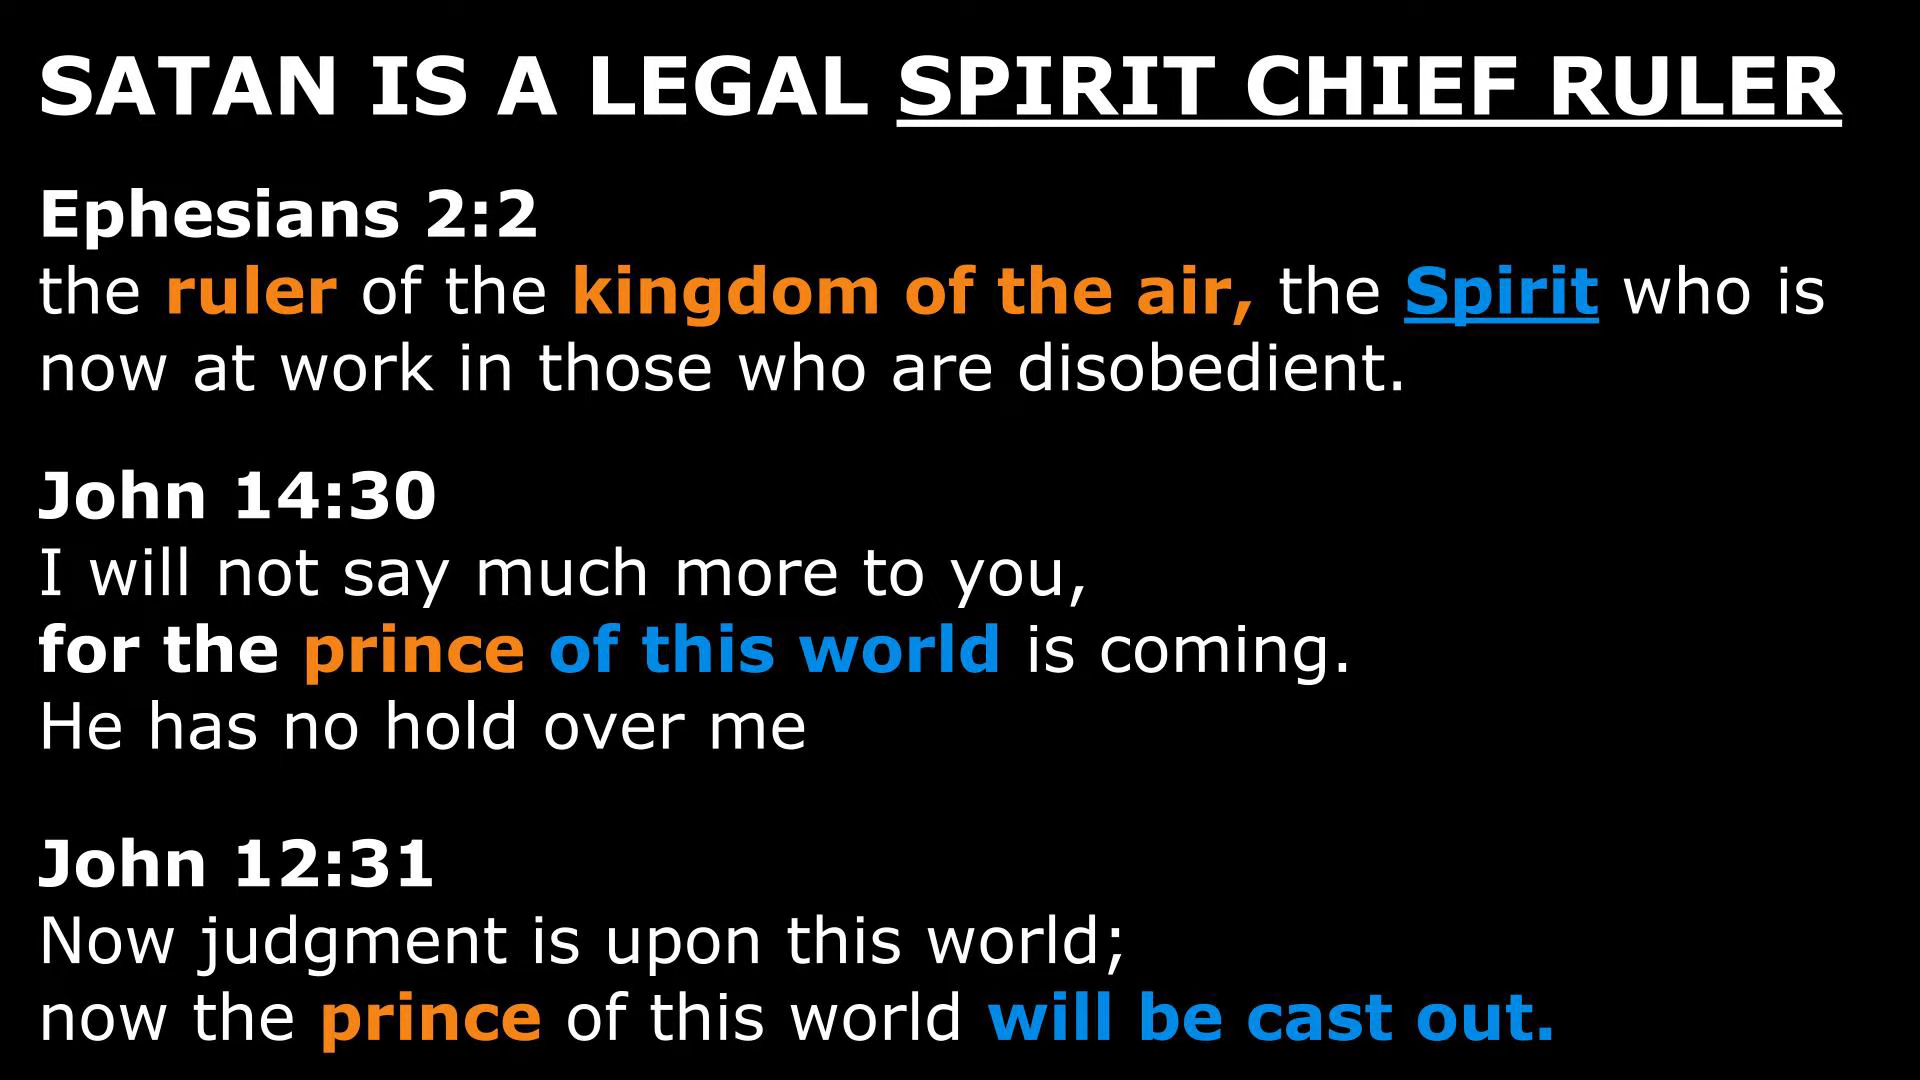 SATAN IS A LEGAL SPIRIT CHIEF RULER
Ephesians 2:2
the ruler of the kingdom of the air, the Spirit who is
now at work in those who are disobedient.
John 14:30
I will not say much more to you,
for the prince of this world is coming.
He has no hold over me
John 12:31
Now judgment is upon this world;
now the prince of this world will be cast out.